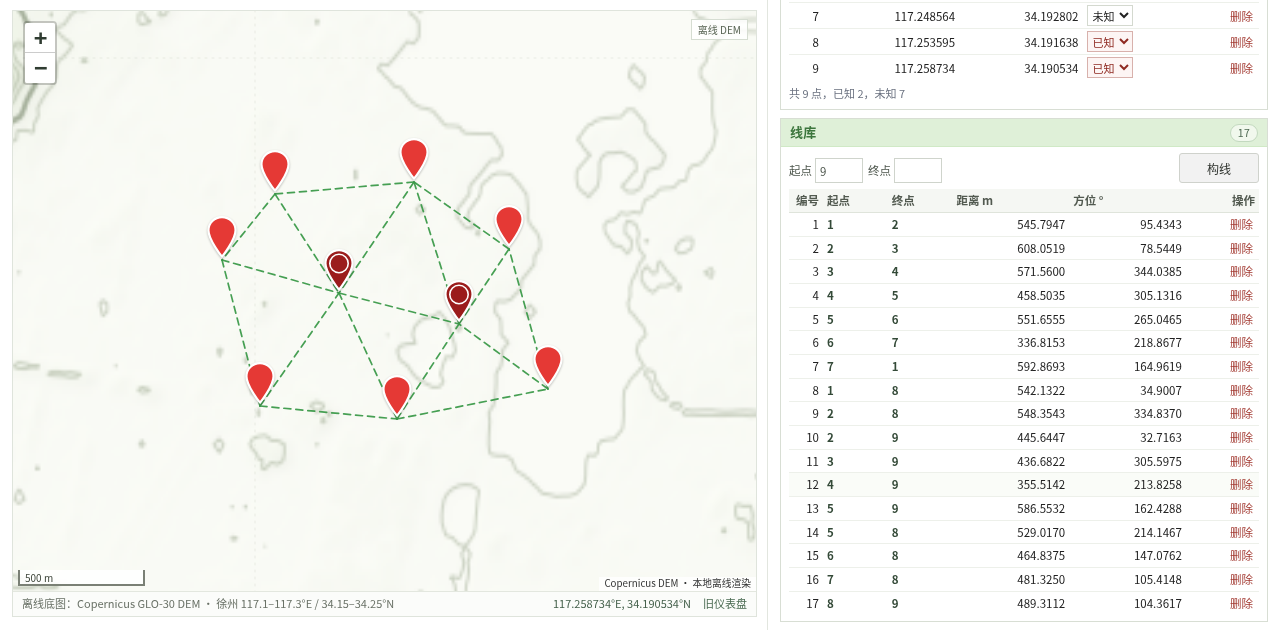 +
−
离线 DEM
500 m
Copernicus DEM • 本地离线渲染
离线底图：Copernicus GLO-30 DEM • 徐州 117.1–117.3°E / 34.15–34.25°N
117.258734°E, 34.190534°N 旧仪表盘
7 117.248564 34.192802 未知 删除
8 117.253595 34.191638 已知 删除
9 117.258734 34.190534 已知 删除
共 9 点，已知 2，未知 7
线库 17
起点 9 终点 构线
编号 起点 终点 距离 m 方位 ° 操作
1 1 2 545.7947 95.4343 删除
2 2 3 608.0519 78.5449 删除
3 3 4 571.5600 344.0385 删除
4 4 5 458.5035 305.1316 删除
5 5 6 551.6555 265.0465 删除
6 6 7 336.8153 218.8677 删除
7 7 1 592.8693 164.9619 删除
8 1 8 542.1322 34.9007 删除
9 2 8 548.3543 334.8370 删除
10 2 9 445.6447 32.7163 删除
11 3 9 436.6822 305.5975 删除
12 4 9 355.5142 213.8258 删除
13 5 9 586.5532 162.4288 删除
14 5 8 529.0170 214.1467 删除
15 6 8 464.8375 147.0762 删除
16 7 8 481.3250 105.4148 删除
17 8 9 489.3112 104.3617 删除